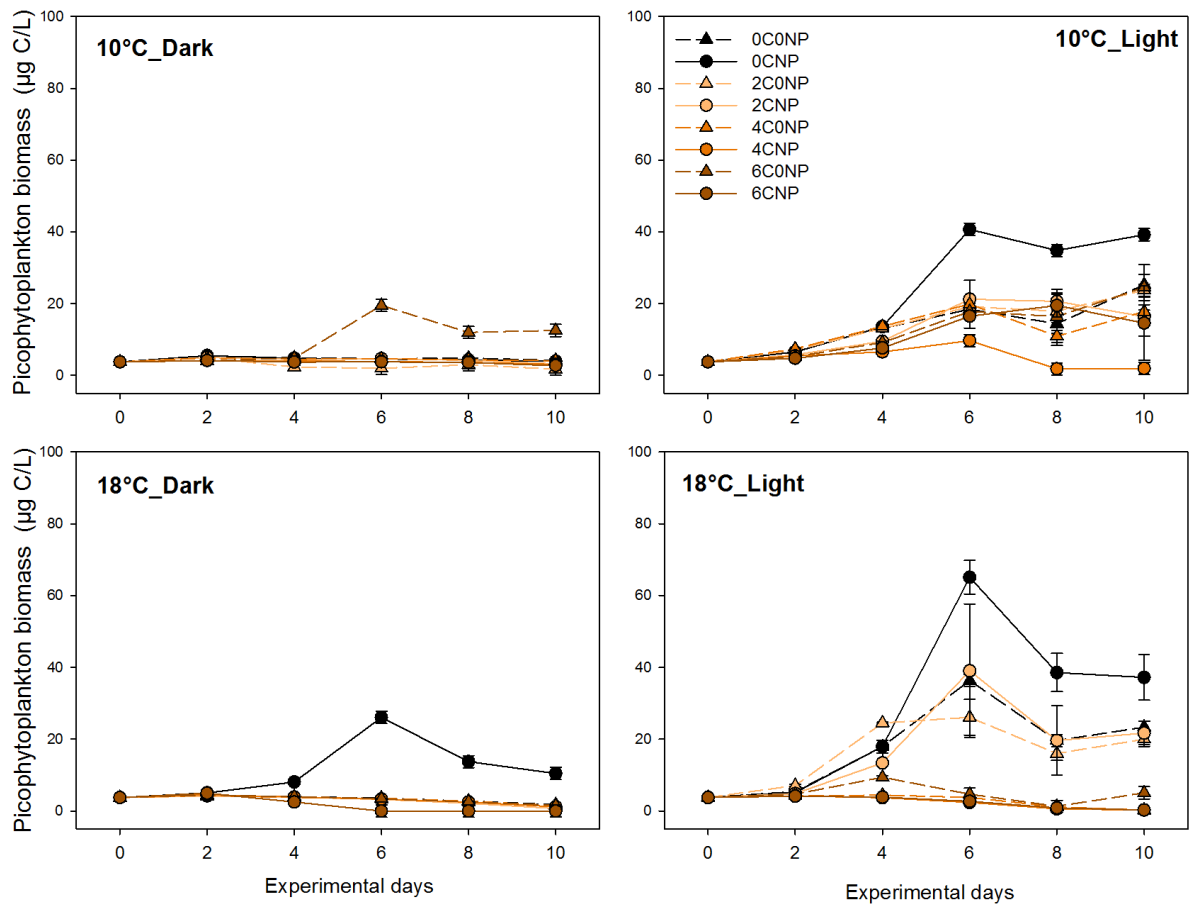 Picophytoplankton biomass (µg C/L)
10°C_Dark
100
80
60
40
20
0
0 2 4 6 8 10
10°C_Light
0C0NP
0CNP
2C0NP
2CNP
4C0NP
4CNP
6C0NP
6CNP
100
80
60
40
20
0
0 2 4 6 8 10
Picophytoplankton biomass (µg C/L)
18°C_Dark
100
80
60
40
20
0
0 2 4 6 8 10
Experimental days
18°C_Light
100
80
60
40
20
0
0 2 4 6 8 10
Experimental days